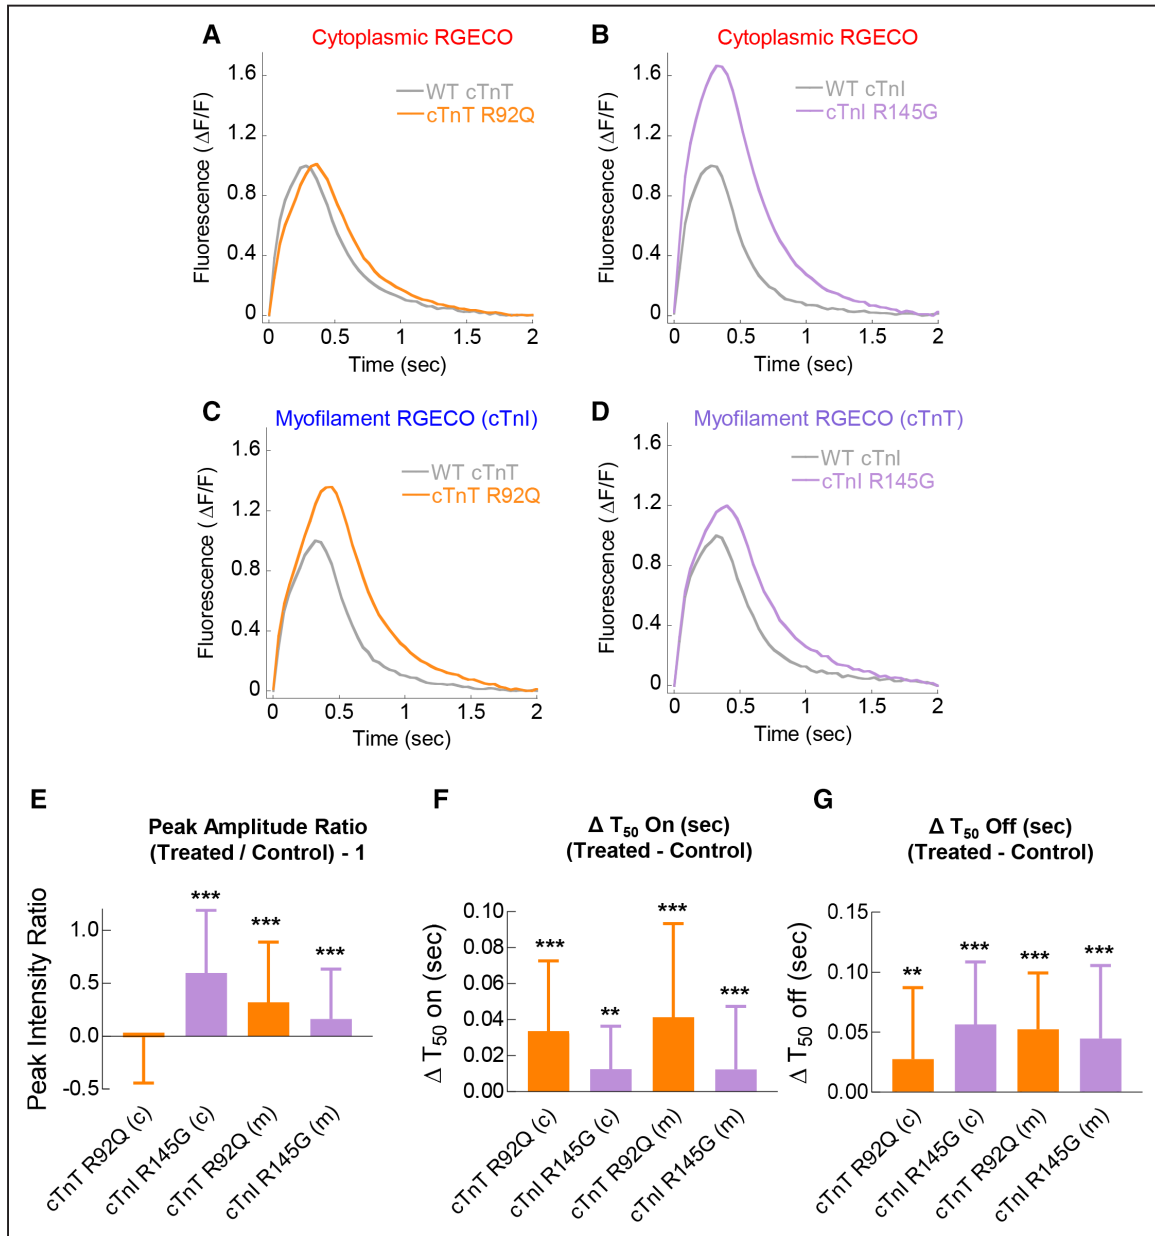 A
Cytoplasmic RGECO
WT cTnT
cTnT R92Q
Fluorescence (ΔF/F)
1.6
1.2
0.8
0.4
0
0 0.5 1 1.5 2
Time (sec)
B
Cytoplasmic RGECO
WT cTnI
cTnI R145G
Fluorescence (ΔF/F)
1.6
1.2
0.8
0.4
0
0 0.5 1 1.5 2
Time (sec)
C
Myofilament RGECO (cTnI)
WT cTnT
cTnT R92Q
Fluorescence (ΔF/F)
1.6
1.2
0.8
0.4
0
0 0.5 1 1.5 2
Time (sec)
D
Myofilament RGECO (cTnT)
WT cTnI
cTnI R145G
Fluorescence (ΔF/F)
1.6
1.2
0.8
0.4
0
0 0.5 1 1.5 2
Time (sec)
E
Peak Amplitude Ratio
(Treated / Control) - 1
Peak Intensity Ratio
1.0
0.5
0.0
-0.5
*** *** ***
cTnT R92Q (c)
cTnI R145G (c)
cTnT R92Q (m)
cTnI R145G (m)
F
Δ T50 On (sec)
(Treated - Control)
Δ T50 on (sec)
0.10
0.08
0.06
0.04
0.02
0.00
*** ** *** ***
cTnT R92Q (c)
cTnI R145G (c)
cTnT R92Q (m)
cTnI R145G (m)
G
Δ T50 Off (sec)
(Treated - Control)
Δ T50 off (sec)
0.15
0.10
0.05
0.00
** *** *** ***
cTnT R92Q (c)
cTnI R145G (c)
cTnT R92Q (m)
cTnI R145G (m)